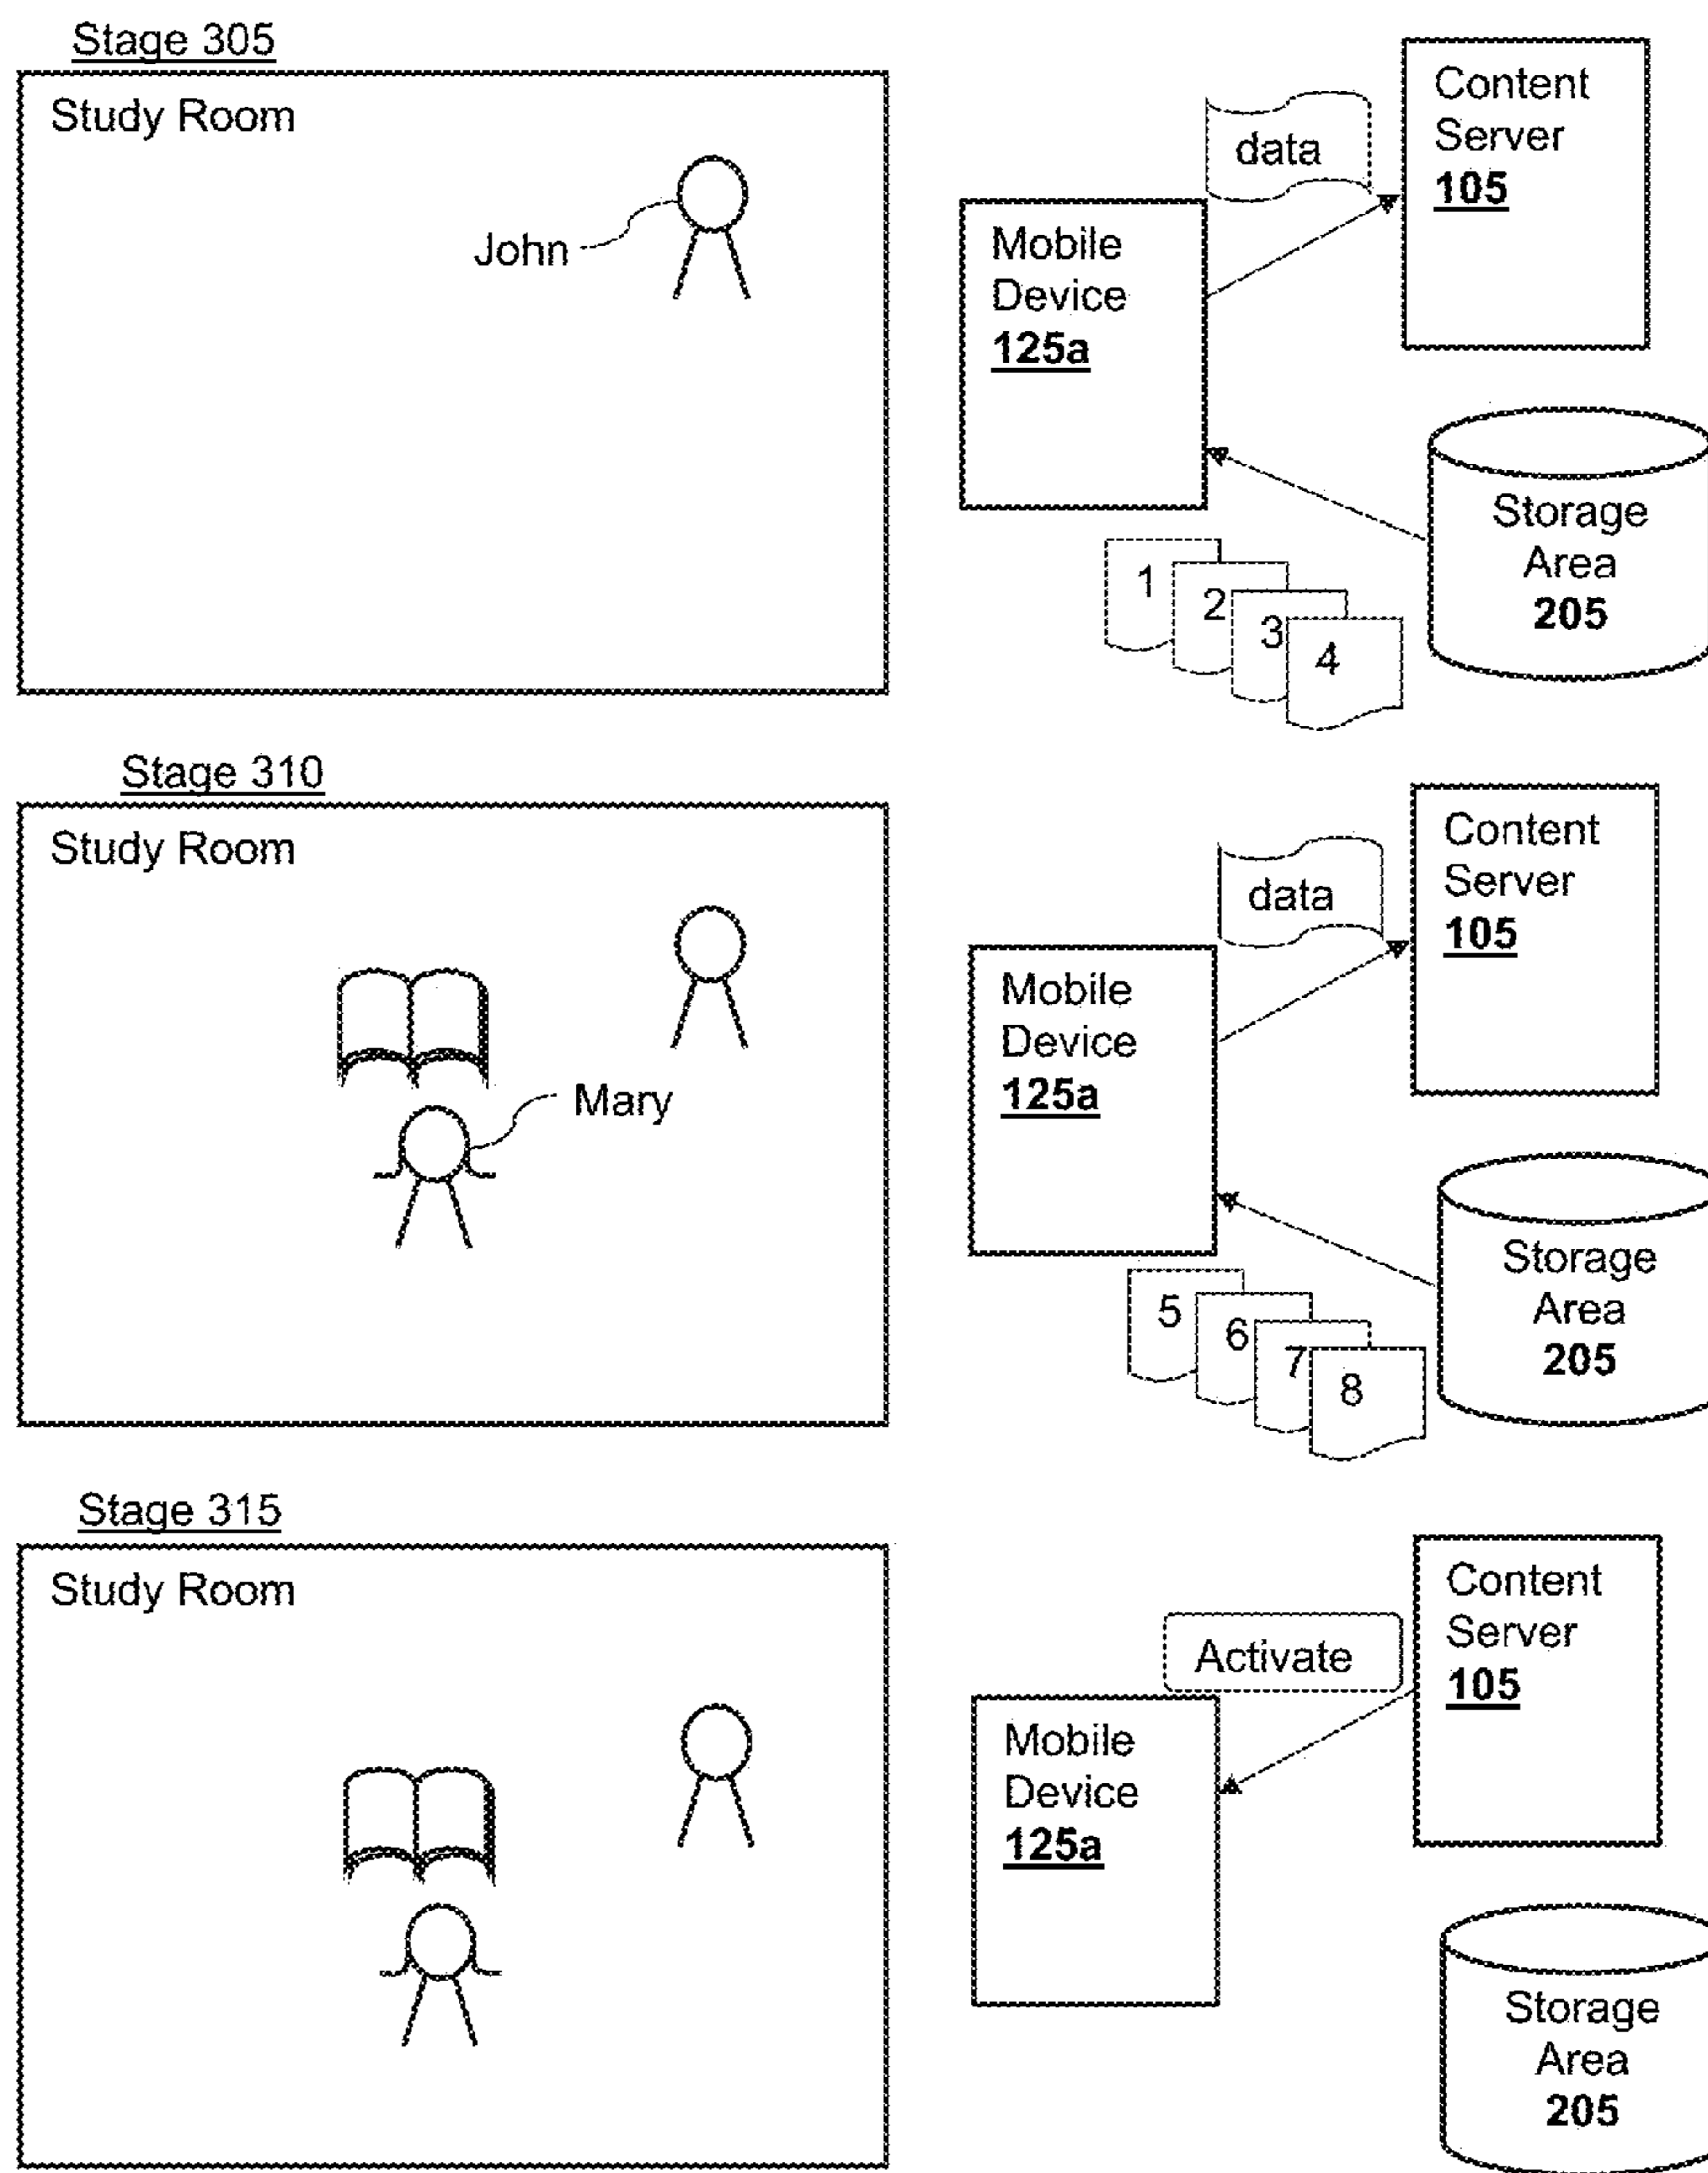 Stage 305
Study Room
John
data
Content
Server
105
Mobile
Device
125a
Storage
Area
205
1
2
3
4
Stage 310
Study Room
Mary
data
Content
Server
105
Mobile
Device
125a
Storage
Area
205
5
6
7
8
Stage 315
Study Room
Activate
Content
Server
105
Mobile
Device
125a
Storage
Area
205